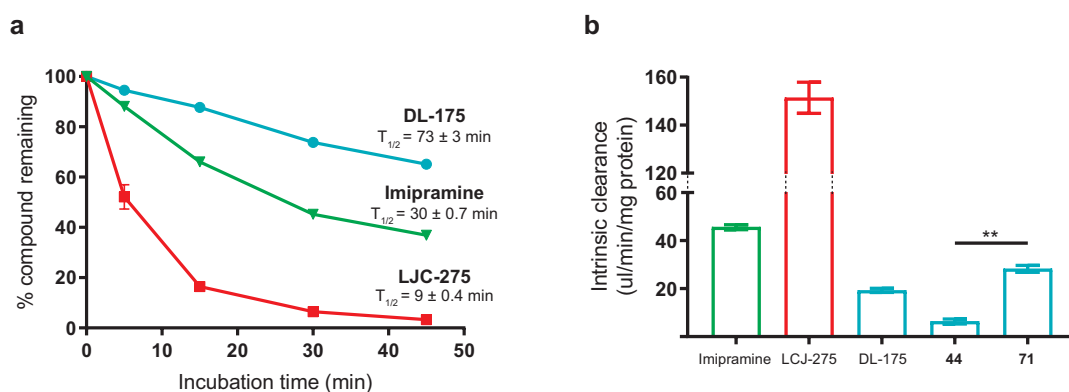 a
% compound remaining
100
80
60
40
20
0
0 10 20 30 40 50
Incubation time (min)
DL-175
T1/2 = 73 ± 3 min
Imipramine
T1/2 = 30 ± 0.7 min
LJC-275
T1/2 = 9 ± 0.4 min
b
Intrinsic clearance
(ul/min/mg protein)
160
140
120
60
40
20
**
Imipramine LCJ-275 DL-175 44 71